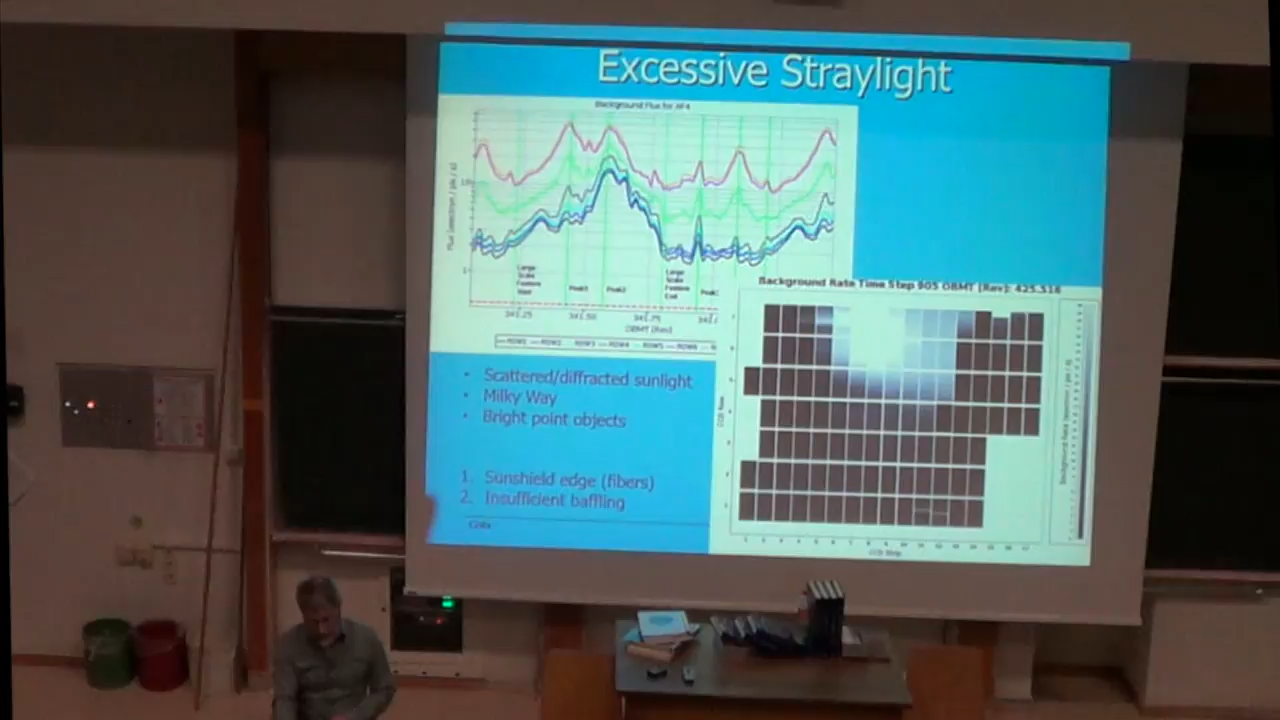 Excessive Straylight
Background Flux for AF4
Large
Scale
Feature
Start
Peak1
Peak2
Large
Scale
Feature
End
341.25
341.50
341.75
OBMT [Rev]
Background Rate Time Step 905 OBMT [Rev]: 425.516
CCD Row
CCD Strip
• Scattered/diffracted sunlight
• Milky Way
• Bright point objects
1. Sunshield edge (fibers)
2. Insufficient baffling